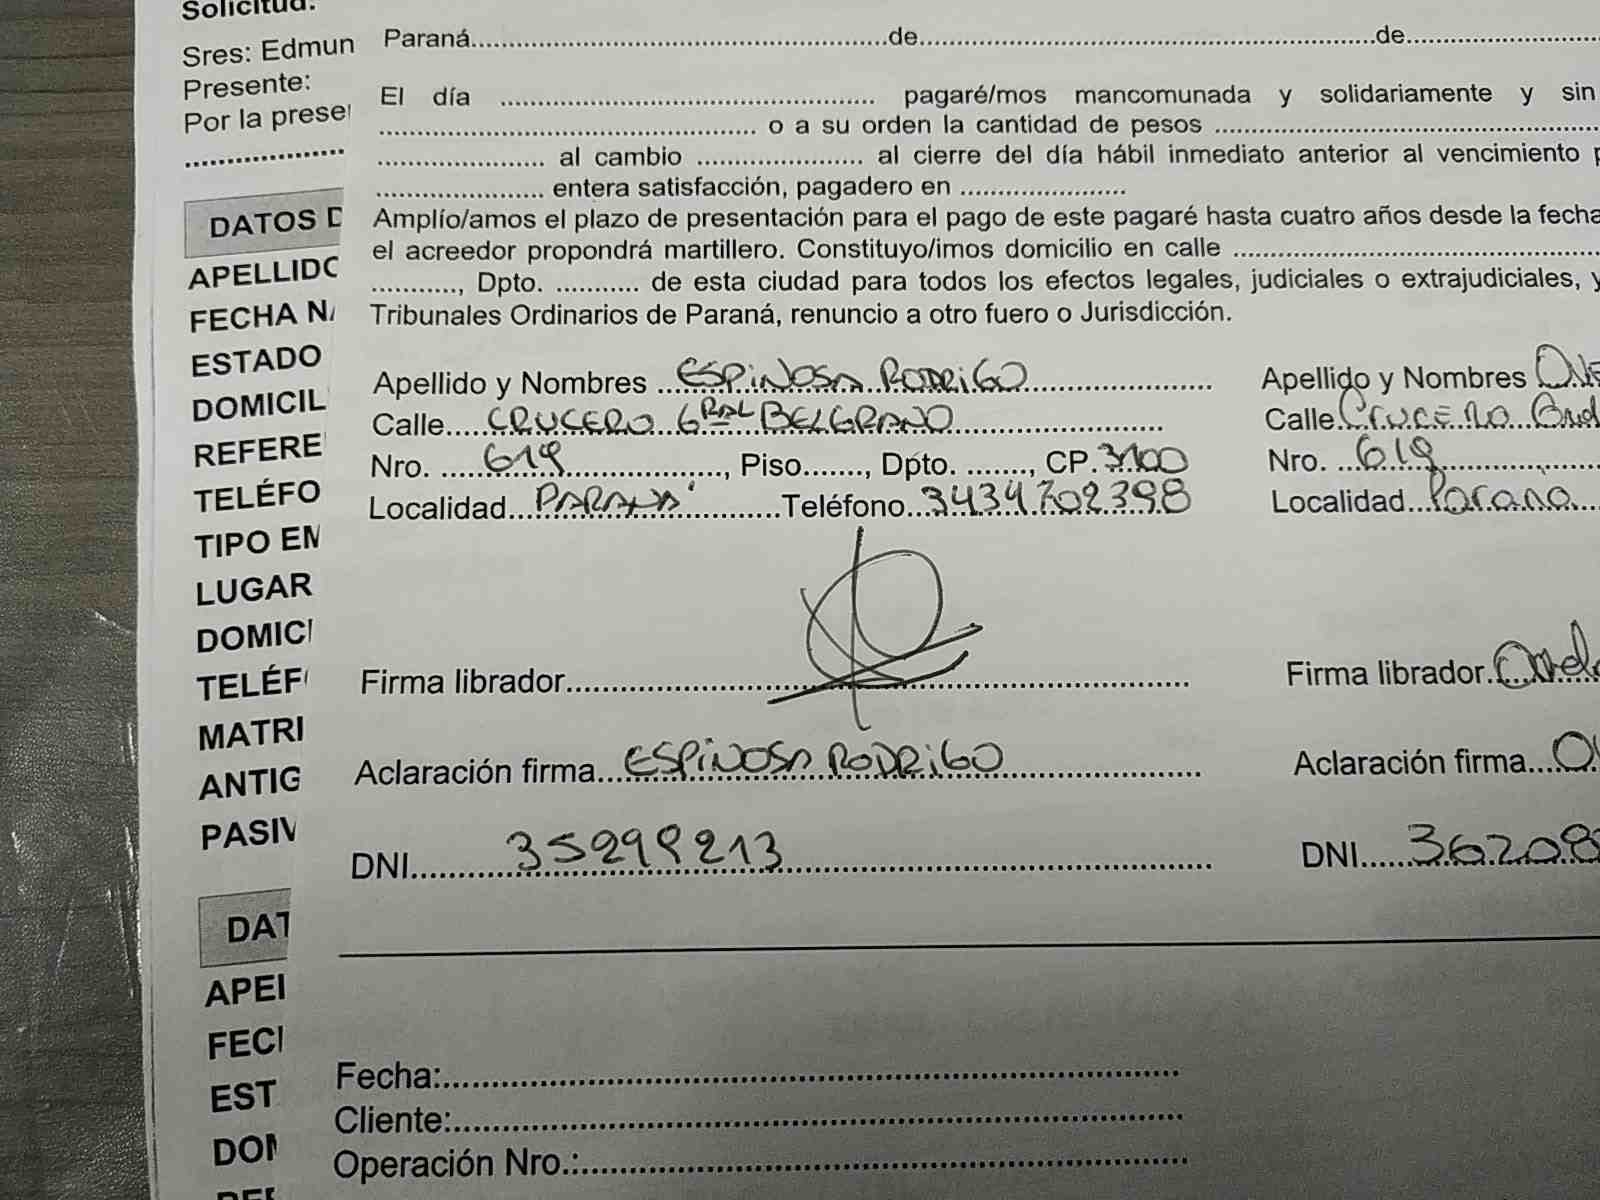 Solicitud:
Sres: Edmun
Presente:
Por la prese
DATOS D
APELLIDO
FECHA NA
ESTADO
DOMICIL
REFERE
TELÉFO
TIPO EM
LUGAR
DOMICI
TELÉF
MATRI
ANTIG
PASIV
DAT
APEI
FECI
EST
DOM
Paraná..........de..........de..........
El día .......... pagaré/mos mancomunada y solidariamente y sin
.......... o a su orden la cantidad de pesos ..........
.......... al cambio .......... al cierre del día hábil inmediato anterior al vencimiento p
.......... entera satisfacción, pagadero en ..........
Amplío/amos el plazo de presentación para el pago de este pagaré hasta cuatro años desde la fecha
el acreedor propondrá martillero. Constituyo/imos domicilio en calle ..........
.........., Dpto. .......... de esta ciudad para todos los efectos legales, judiciales o extrajudiciales, y
Tribunales Ordinarios de Paraná, renuncio a otro fuero o Jurisdicción.
Apellido y Nombres ESPINOSA RODRIGO
Calle CRUCERO GRAL BELGRANO
Nro. 619, Piso......., Dpto. ......., CP. 3100
Localidad PARANÁ Teléfono 3434702398
Firma librador
Aclaración firma ESPINOSA RODRIGO
DNI 35299213
Apellido y Nombres
Calle CRUCERO
Nro. 619
Localidad Parana
Firma librador
Aclaración firma
DNI 36208
Fecha:..........
Cliente:..........
Operación Nro.:..........